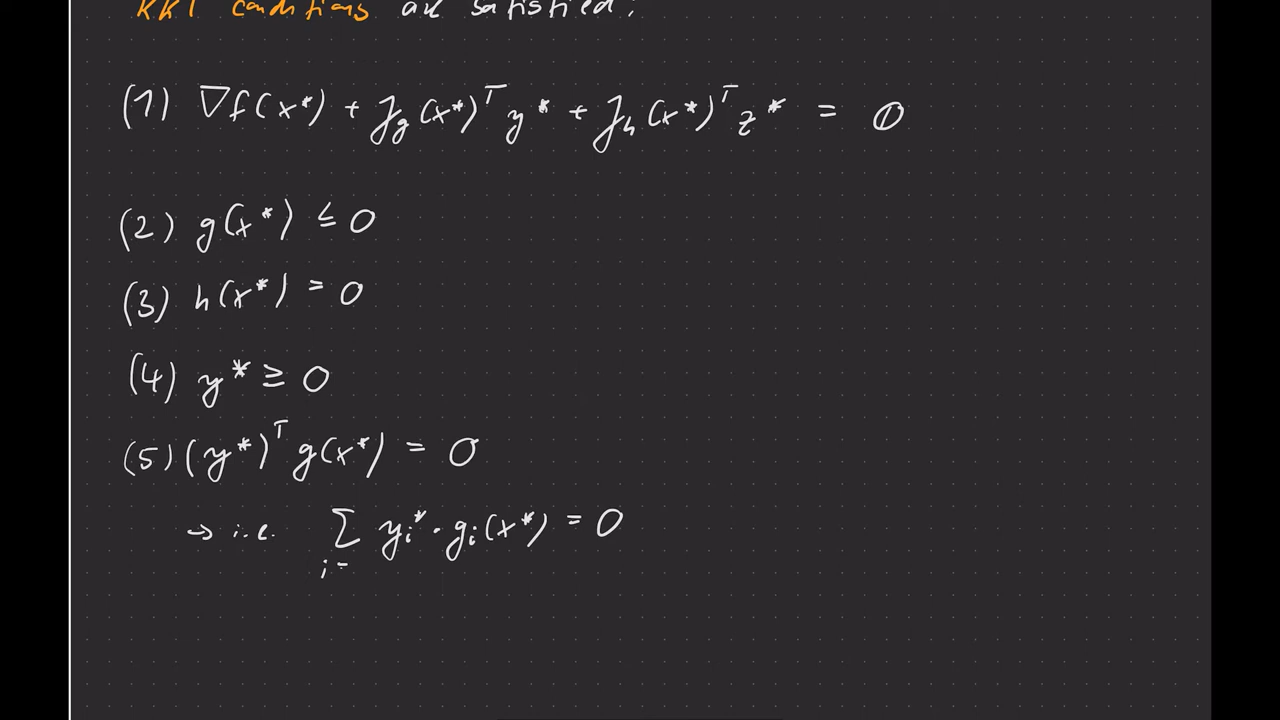 KKT conditions are satisfied:
(1) ∇f(x*) + J_g(x*)^T y* + J_h(x*)^T z* = 0
(2) g(x*) ≤ 0
(3) h(x*) = 0
(4) y* ≥ 0
(5) (y*)^T g(x*) = 0
→ i.e. ∑_{i=} y_i* · g_i(x*) = 0